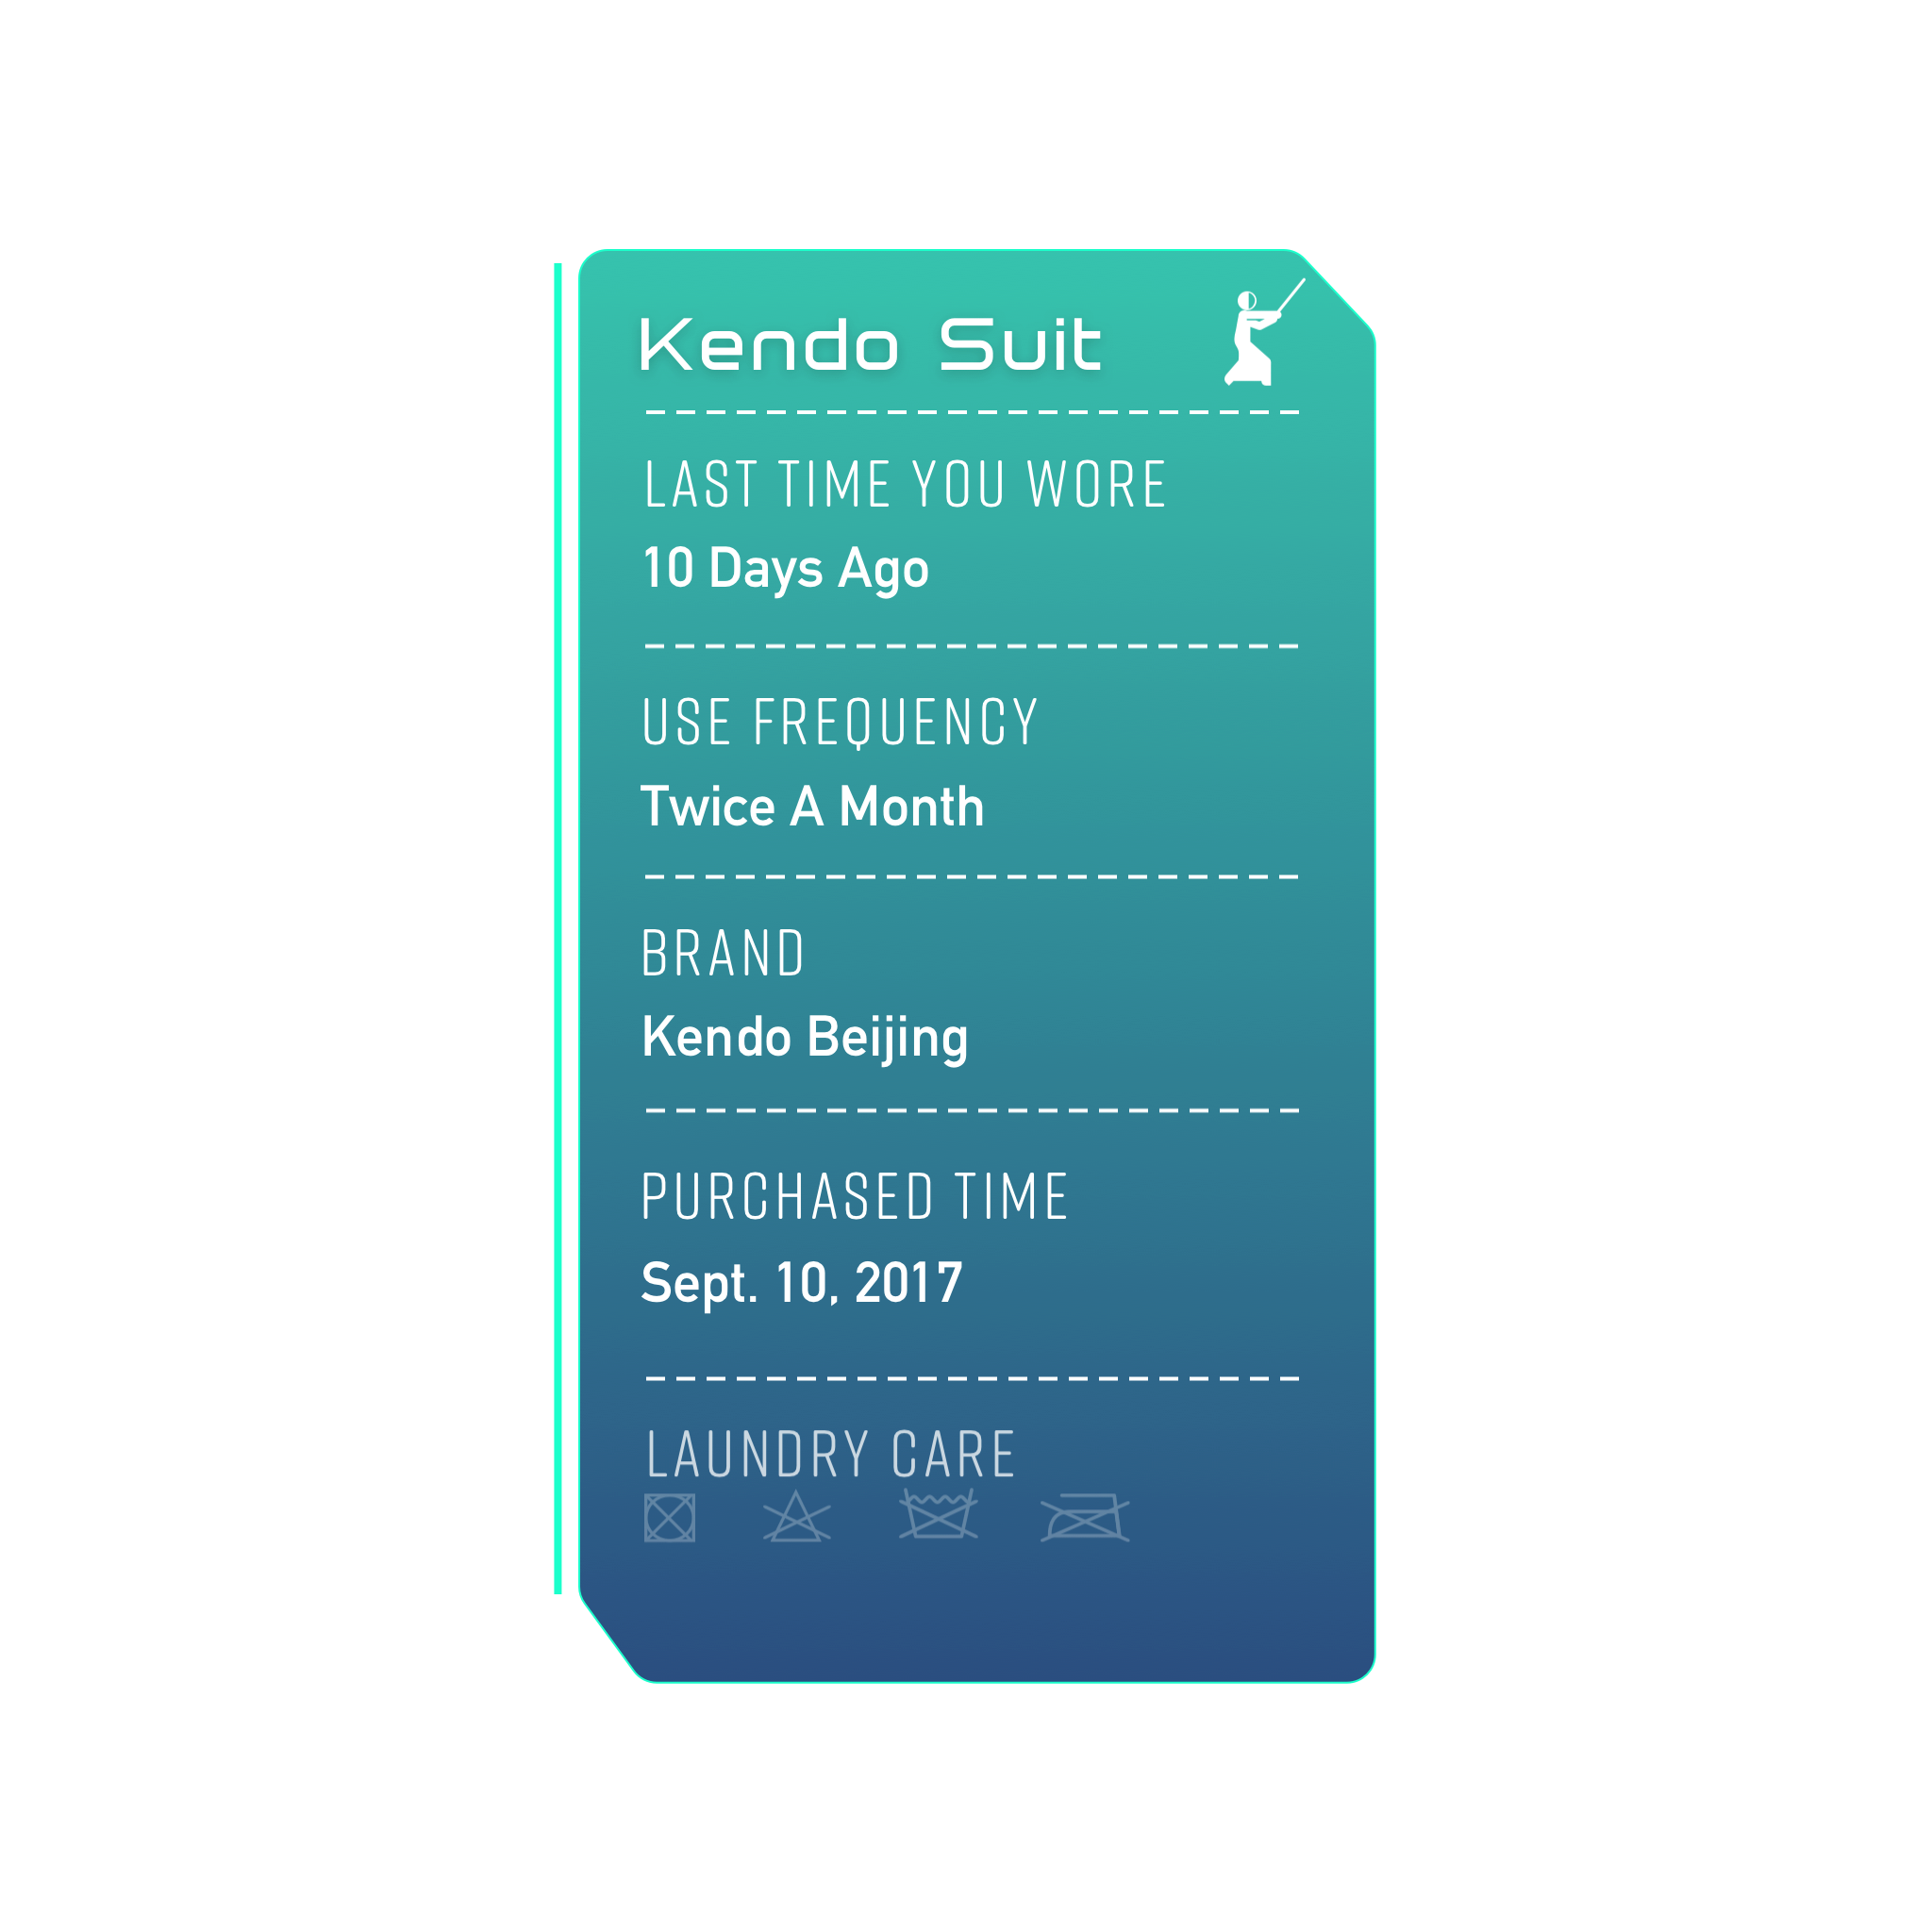 Kendo Suit
LAST TIME YOU WORE
10 Days Ago
USE FREQUENCY
Twice A Month
BRAND
Kendo Beijing
PURCHASED TIME
Sept. 10, 2017
LAUNDRY CARE